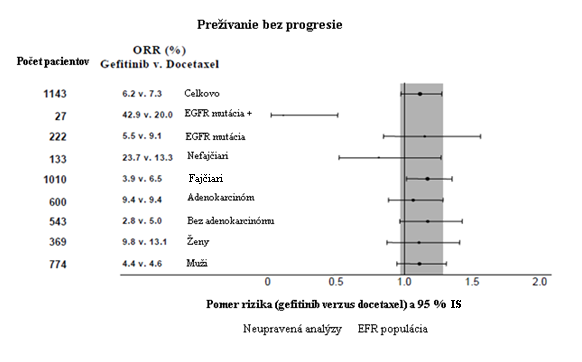 Prežívanie bez progresie
ORR (%)
Počet pacientov Gefitinib v. Docetaxel
1143 6.2 v. 7.3 Celkovo
27 42.9 v. 20.0 EGFR mutácia +
222 5.5 v. 9.1 EGFR mutácia
133 23.7 v. 13.3 Nefajčiari
1010 3.9 v. 6.5 Fajčiari
600 9.4 v. 9.4 Adenokarcinóm
543 2.8 v. 5.0 Bez adenokarcinómu
369 9.8 v. 13.1 Ženy
774 4.4 v. 4.6 Muži
0 0.5 1.0 1.5 2.0
Pomer rizika (gefitinib verzus docetaxel) a 95 % IS
Neupravená analýzy EFR populácia